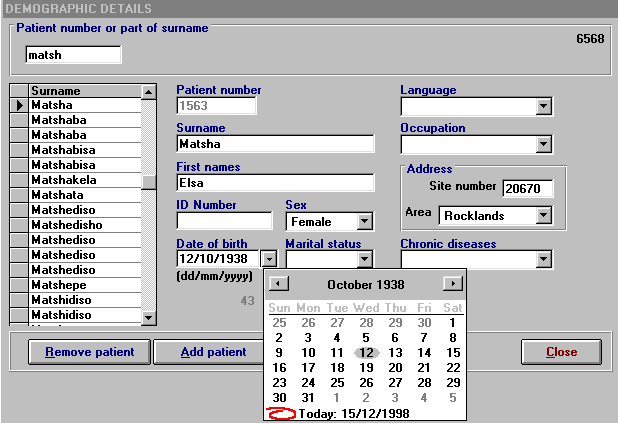 DEMOGRAPHIC DETAILS
Patient number or part of surname
matsh
6568
Surname
Matsha
Matshaba
Matshaba
Matshabisa
Matshabisa
Matshakela
Matshata
Matshediso
Matshedisho
Matshediso
Matshediso
Matshediso
Matshepe
Matshidiso
Matshidiso
Patient number
1563
Surname
Matsha
First names
Elsa
ID Number
Sex
Female
Date of birth
12/10/1938
(dd/mm/yyyy)
43
Marital status
Language
Occupation
Address
Site number 20670
Area Rocklands
Chronic diseases
October 1938
Sun Mon Tue Wed Thu Fri Sat
25 26 27 28 29 30 1
2 3 4 5 6 7 8
9 10 11 12 13 14 15
16 17 18 19 20 21 22
23 24 25 26 27 28 29
30 31 1 2 3 4 5
Today: 15/12/1998
Remove patient
Add patient
Close